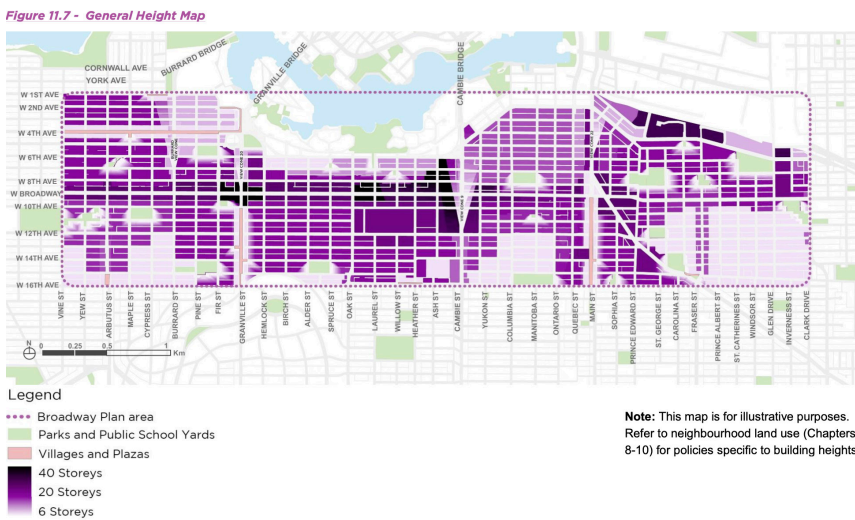 Figure 11.7 - General Height Map
CORNWALL AVE
YORK AVE
BURRARD BRIDGE
GRANVILLE BRIDGE
CAMBIE BRIDGE
W 1ST AVE
W 2ND AVE
W 4TH AVE
W 6TH AVE
W 8TH AVE
W BROADWAY
W 10TH AVE
W 12TH AVE
W 14TH AVE
W 16TH AVE
VINE ST
YEW ST
ARBUTUS ST
MAPLE ST
CYPRESS ST
BURRARD ST
PINE ST
FIR ST
GRANVILLE ST
HEMLOCK ST
BIRCH ST
ALDER ST
SPRUCE ST
OAK ST
LAUREL ST
WILLOW ST
HEATHER ST
ASH ST
CAMBIE ST
YUKON ST
COLUMBIA ST
MANITOBA ST
ONTARIO ST
QUEBEC ST
MAIN ST
SOPHIA ST
PRINCE EDWARD ST
ST. GEORGE ST
CAROLINA ST
FRASER ST
PRINCE ALBERT ST
ST. CATHERINES ST
WINDSOR ST
GLEN DRIVE
INVERNESS ST
CLARK DRIVE
N
0 0.25 0.5 1
Km
Legend
Broadway Plan area
Parks and Public School Yards
Villages and Plazas
40 Storeys
20 Storeys
6 Storeys
Note: This map is for illustrative purposes.
Refer to neighbourhood land use (Chapters
8-10) for policies specific to building heights